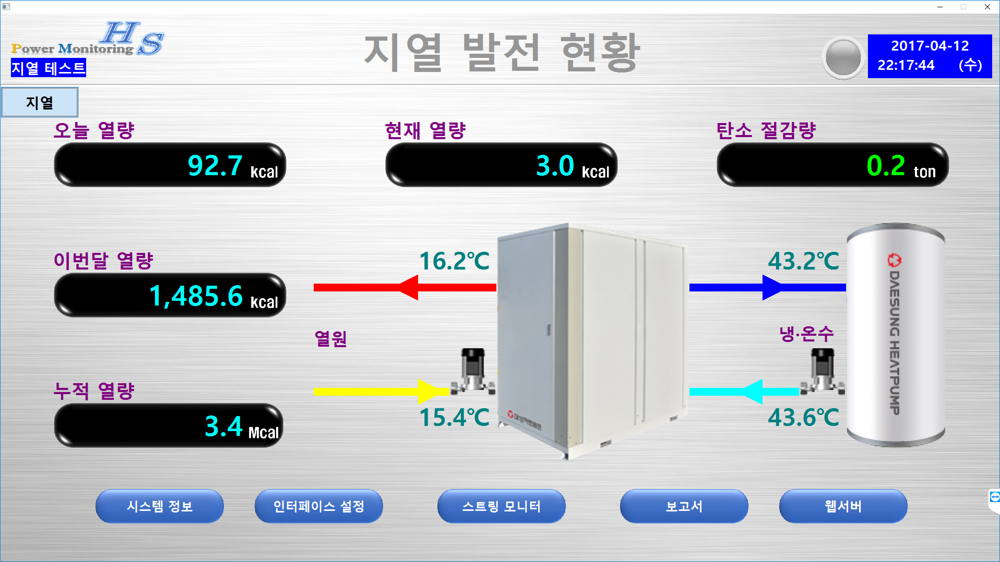 HS
Power Monitoring
지열 테스트
지열 발전 현황
2017-04-12
22:17:44 (수)
지열
오늘 열량
92.7 kcal
현재 열량
3.0 kcal
탄소 절감량
0.2 ton
이번달 열량
1,485.6 kcal
16.2℃
43.2℃
열원
냉·온수
누적 열량
3.4 Mcal
15.4℃
43.6℃
DAESUNG HEATPUMP
시스템 정보
인터페이스 설정
스트링 모니터
보고서
웹서버